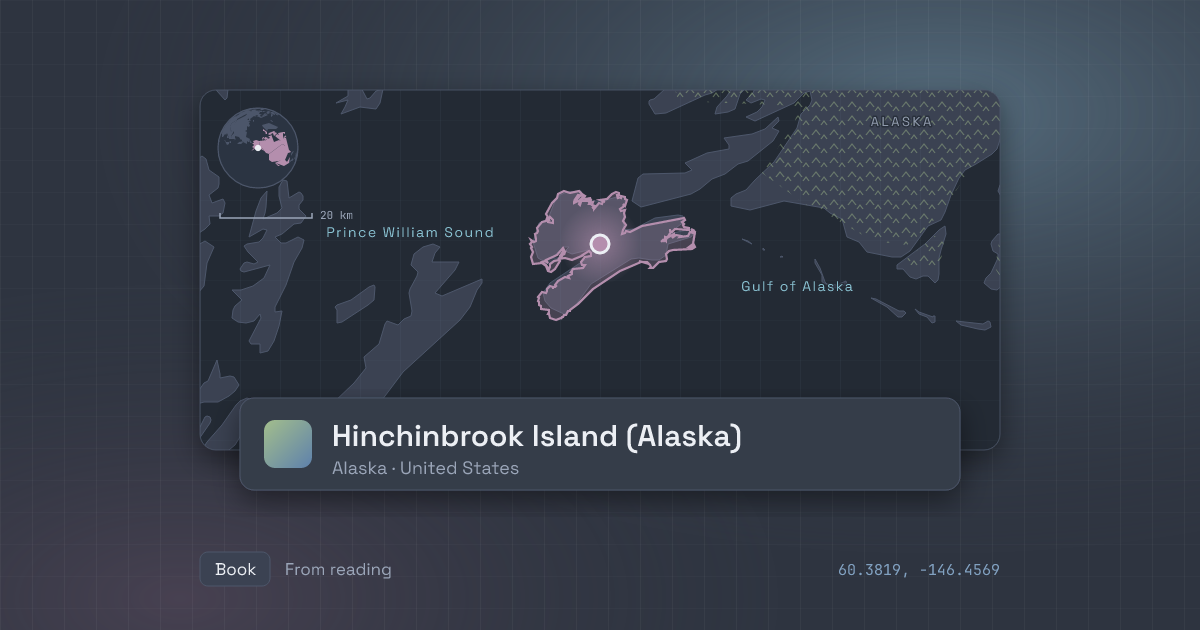 ALASKA
20 km
Prince William Sound
Gulf of Alaska
Hinchinbrook Island (Alaska)
Alaska · United States
Book
From reading
60.3819, -146.4569